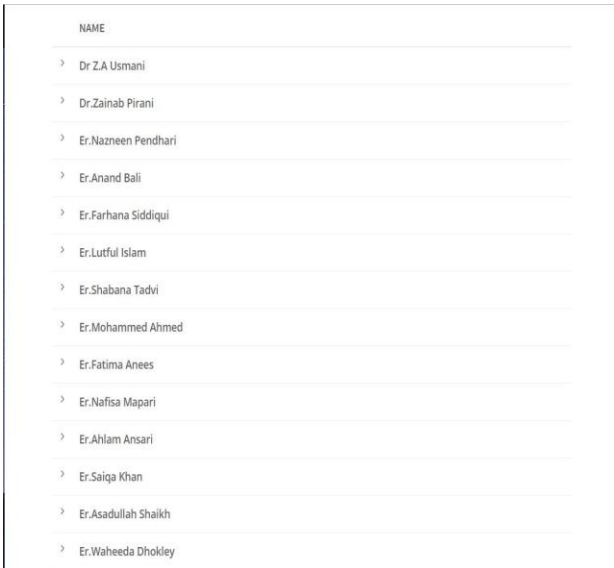 NAME
Dr Z.A Usmani
Dr.Zainab Pirani
Er.Nazneen Pendhari
Er.Anand Bali
Er.Farhana Siddiqui
Er.Lutful Islam
Er.Shabana Tadvi
Er.Mohammed Ahmed
Er.Fatima Anees
Er.Nafisa Mapari
Er.Ahlam Ansari
Er.Saiqa Khan
Er.Asadullah Shaikh
Er.Waheeda Dhokley